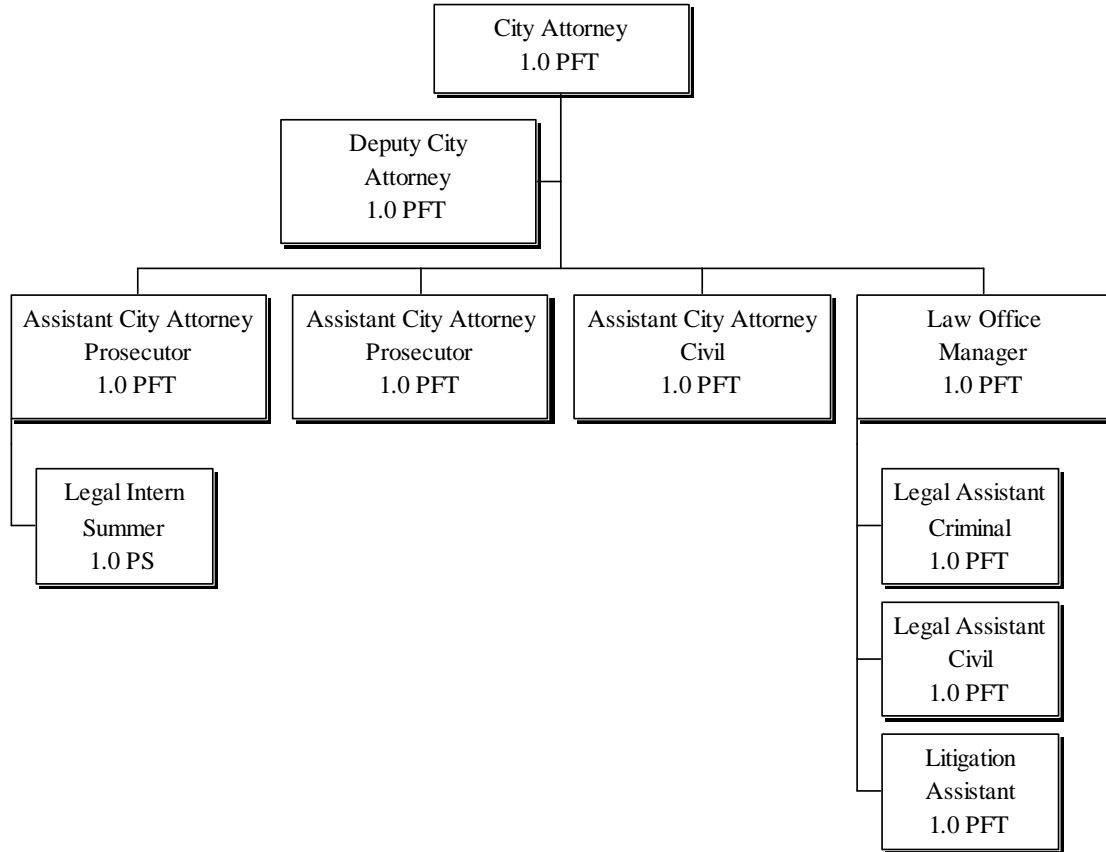 City Attorney
1.0 PFT
Deputy City
Attorney
1.0 PFT
Assistant City Attorney
Prosecutor
1.0 PFT
Assistant City Attorney
Prosecutor
1.0 PFT
Assistant City Attorney
Civil
1.0 PFT
Law Office
Manager
1.0 PFT
Legal Intern
Summer
1.0 PS
Legal Assistant
Criminal
1.0 PFT
Legal Assistant
Civil
1.0 PFT
Litigation
Assistant
1.0 PFT